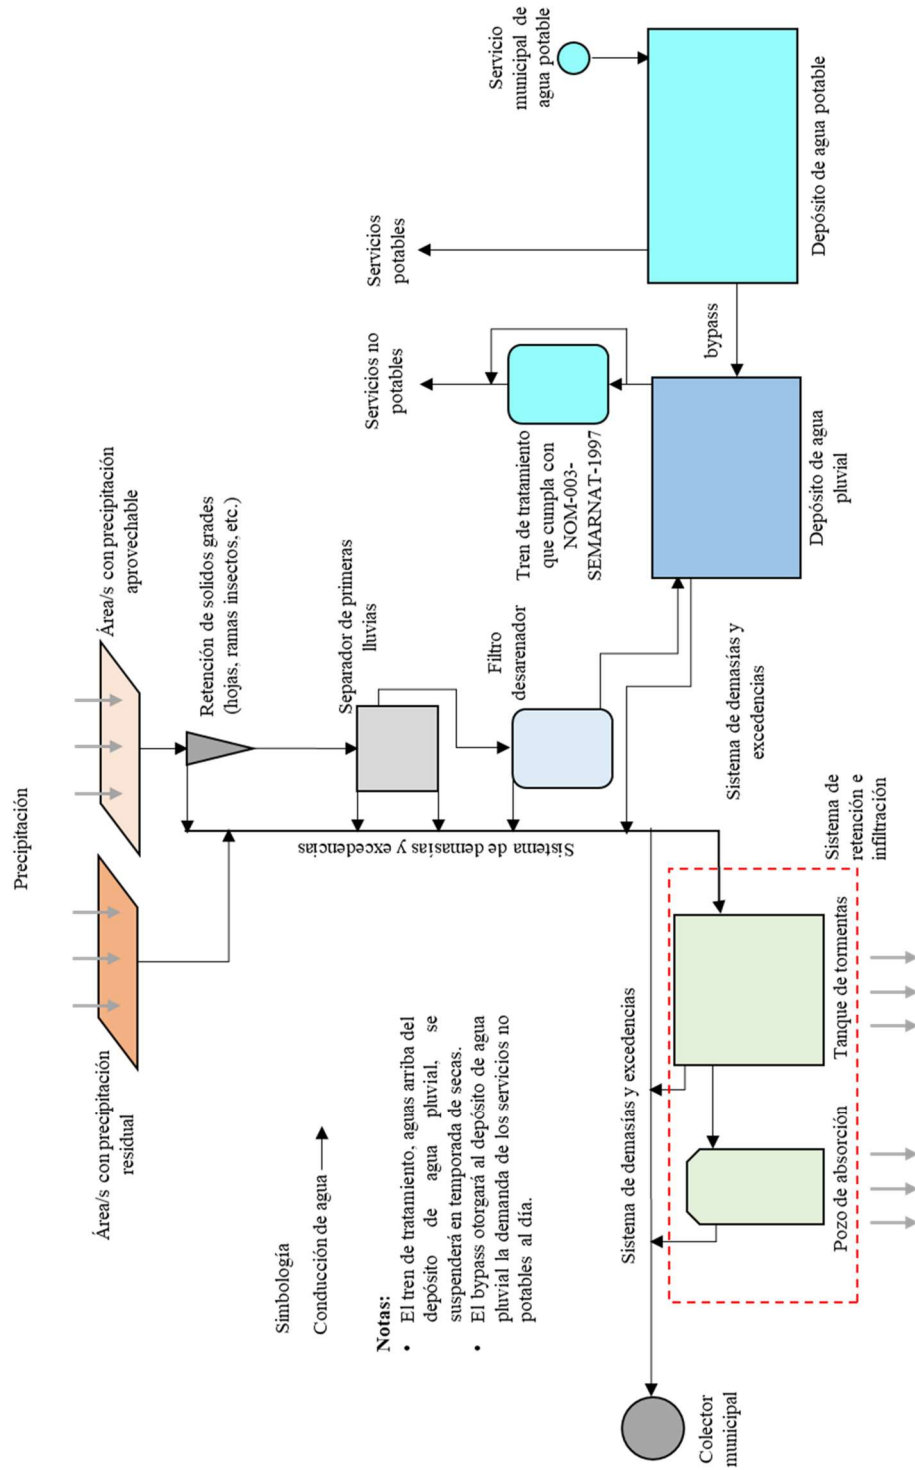 Precipitación
Área/s con precipitación
residual
Área/s con precipitación
aprovechable
Retención de solidos grades
(hojas, ramas insectos, etc.)
Separador de primeras
lluvias
Filtro
desarenador
Sistema de demasías y excedencias
Servicios no
potables
Servicios
potables
Servicio
municipal de
agua potable
Tren de tratamiento
que cumpla con
NOM-003-
SEMARNAT-1997
bypass
Depósito de agua
pluvial
Depósito de agua potable
Sistema de demasías y
excedencias
Simbología
Conducción de agua
Notas:
• El tren de tratamiento, aguas arriba del
depósito de agua pluvial, se
suspenderá en temporada de secas.
• El bypass otorgará al depósito de agua
pluvial la demanda de los servicios no
potables al día.
Sistema de demasías y excedencias
Sistema de
retención e
infiltración
Colector
municipal
Pozo de absorción
Tanque de tormentas